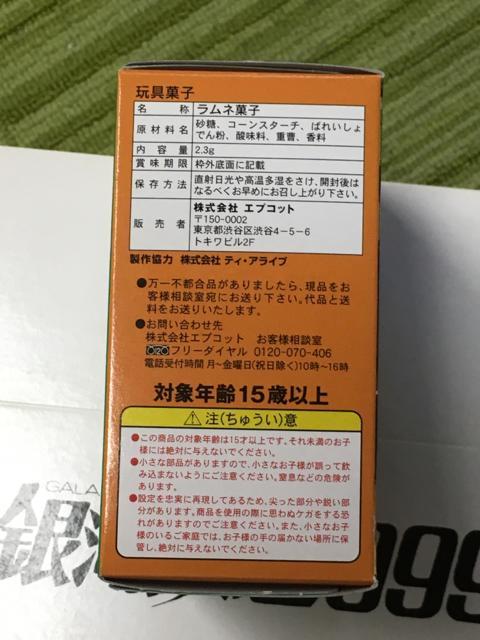 玩具菓子
名称 ラムネ菓子
原材料名 砂糖、コーンスターチ、ばれいしょ
でん粉、酸味料、重曹、香料
内容量 2.3g
賞味期限 枠外底面に記載
保存方法 直射日光や高温多湿をさけ、開封後は
なるべくお早めにお召し上がり下さい。
販売者 株式会社 エプコット
〒150-0002
東京都渋谷区渋谷4-5-6
トキワビル2F
製作協力 株式会社 ティ・アライブ
●万一不都合品がありましたら、現品をお
客様相談室宛にお送り下さい。代品と送
料をお送りいたします。
●お問い合わせ先
株式会社エプコット お客様相談室
フリーダイヤル 0120-070-406
電話受付時間 月~金曜日(祝日除く)10時~16時
対象年齢15歳以上
⚠注(ちゅうい)意
●この商品の対象年齢は15才以上です。それ未満のお子
様には絶対に与えないでください。
●小さな部品がありますので、小さなお子様が誤って飲
み込まないようにご注意ください。窒息などの危険が
あります。
●設定を忠実に再現してあるため、尖った部分や鋭い部
分があります。商品を使用の際に思わぬケガをする恐
れがありますのでご注意ください。また、小さなお子
様のいるご家庭では、お子様の手の届かない場所に保
管し、絶対に与えないでください。
GALA
銀河
999